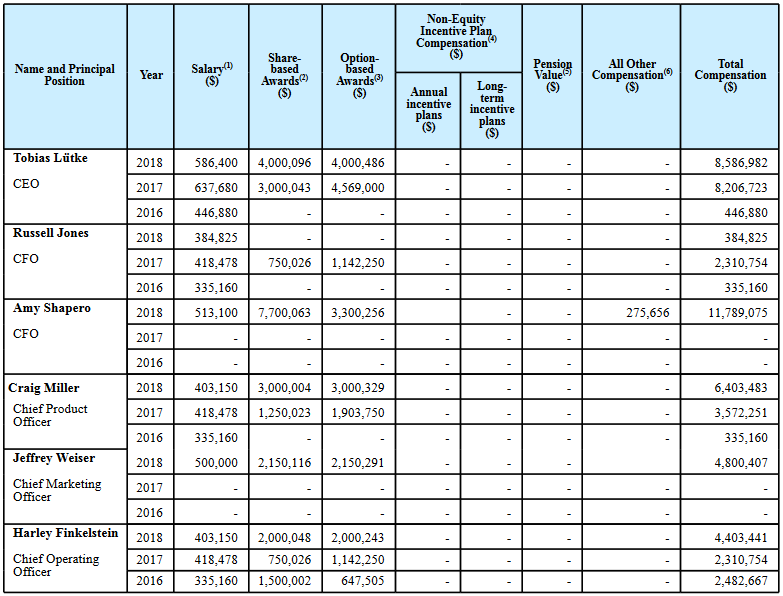 Name and Principal Position Year Salary(1) ($) Share-based Awards(2) ($) Option-based Awards(3) ($) Non-Equity Incentive Plan Compensation(4) ($) Pension Value(5) ($) All Other Compensation(6) ($) Total Compensation ($)
Annual incentive plans ($) Long-term incentive plans ($)
Tobias Lütke 2018 586,400 4,000,096 4,000,486 - - - - 8,586,982
CEO 2017 637,680 3,000,043 4,569,000 - - - - 8,206,723
2016 446,880 - - - - - - 446,880
Russell Jones 2018 384,825 - - - - - - 384,825
CFO 2017 418,478 750,026 1,142,250 - - - - 2,310,754
2016 335,160 - - - - - - 335,160
Amy Shapero 2018 513,100 7,700,063 3,300,256 - - 275,656 11,789,075
CFO 2017 - - - - - - - -
2016 - - - - - - - -
Craig Miller 2018 403,150 3,000,004 3,000,329 - - - - 6,403,483
Chief Product 2017 418,478 1,250,023 1,903,750 - - - - 3,572,251
Officer
2016 335,160 - - - - - - 335,160
Jeffrey Weiser 2018 500,000 2,150,116 2,150,291 - - - - 4,800,407
Chief Marketing 2017 - - - - - - - -
Officer
2016 - - - - - - - -
Harley Finkelstein 2018 403,150 2,000,048 2,000,243 - - - - 4,403,441
Chief Operating 2017 418,478 750,026 1,142,250 - - - - 2,310,754
Officer 2016 335,160 1,500,002 647,505 - - - - 2,482,667